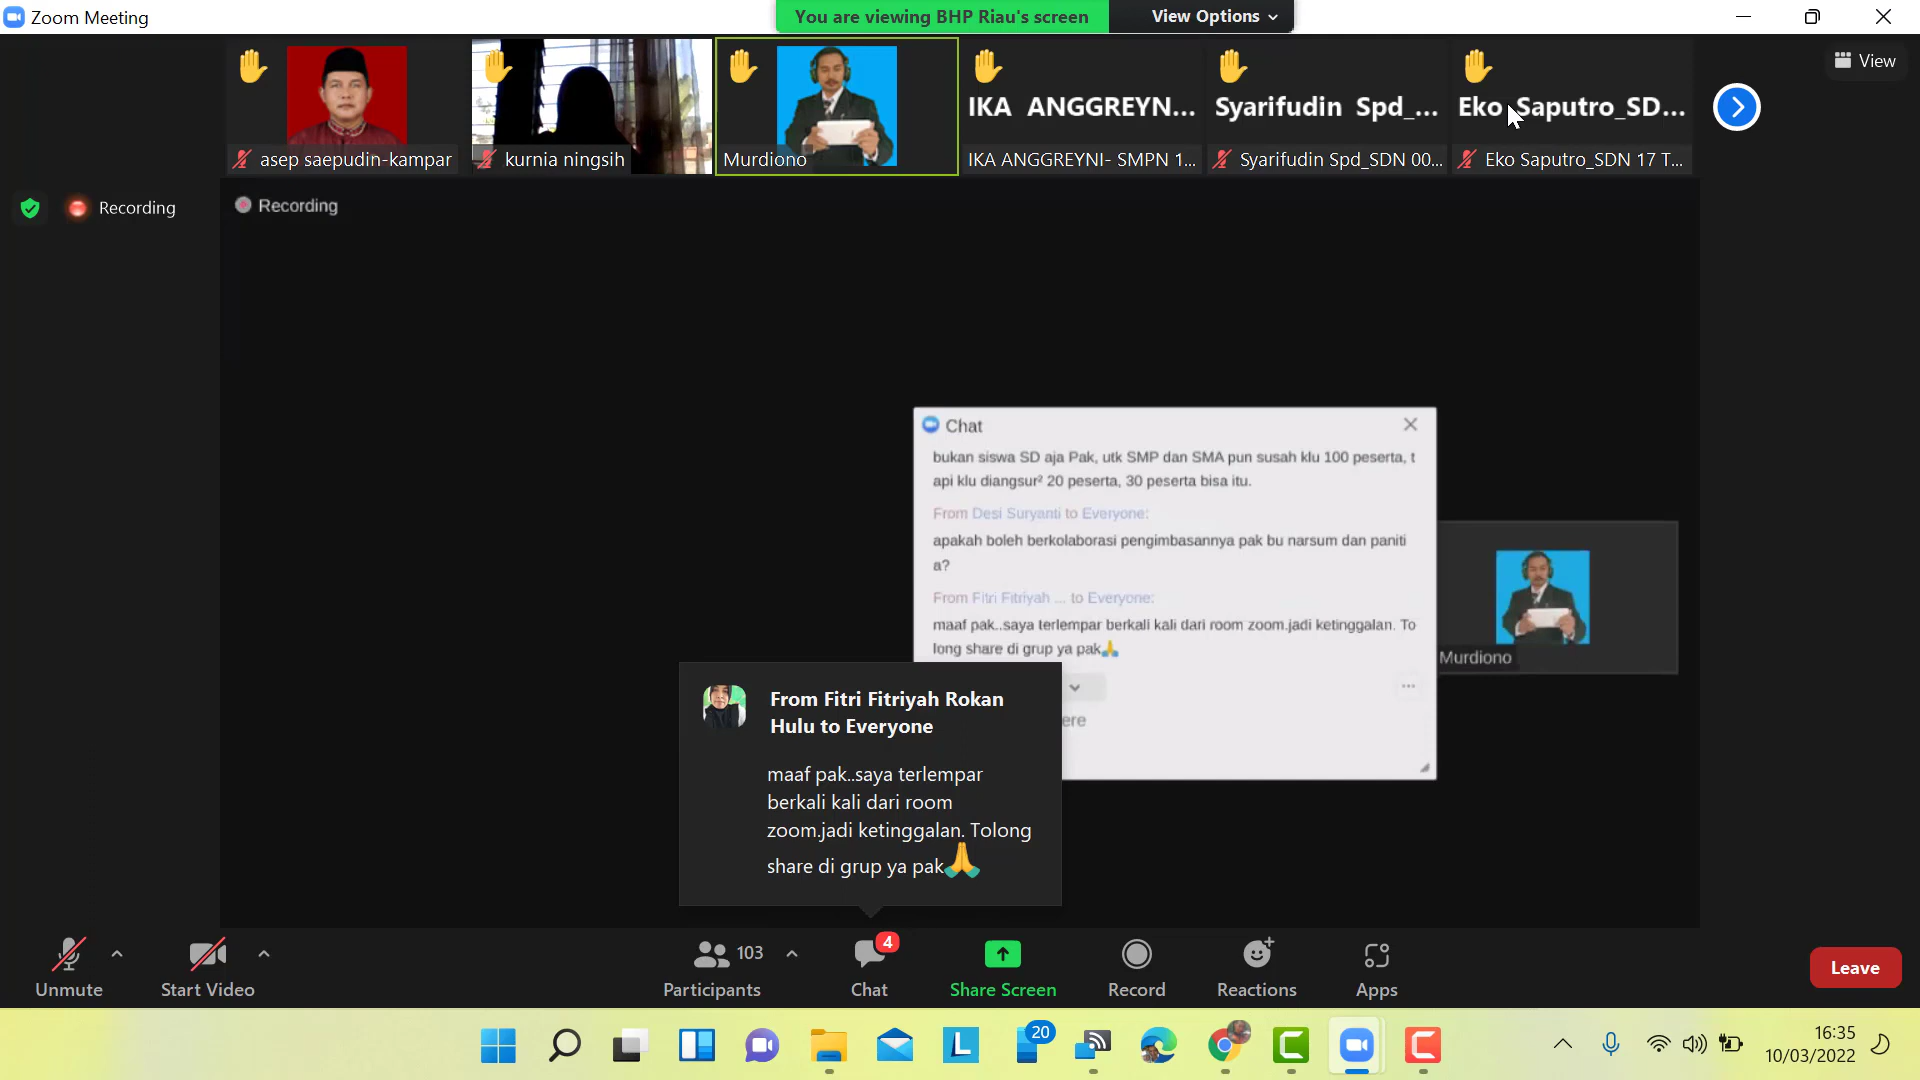 Zoom Meeting
You are viewing BHP Riau's screen
View Options
View
asep saepudin-kampar
kurnia ningsih
Murdiono
IKA ANGGREYN...
IKA ANGGREYNI- SMPN 1...
Syarifudin Spd_...
Syarifudin Spd_SDN 00...
Eko Saputro_SD...
Eko Saputro_SDN 17 T...
Recording
Recording
Chat
bukan siswa SD aja Pak, utk SMP dan SMA pun susah klu 100 peserta, t
api klu diangsur² 20 peserta, 30 peserta bisa itu.
From Desi Suryanti to Everyone:
apakah boleh berkolaborasi pengimbasannya pak bu narsum dan paniti
a?
From Fitri Fitriyah ... to Everyone:
maaf pak..saya terlempar berkali kali dari room zoom.jadi ketinggalan. To
long share di grup ya pak🙏
ere
Murdiono
From Fitri Fitriyah Rokan
Hulu to Everyone
maaf pak..saya terlempar
berkali kali dari room
zoom.jadi ketinggalan. Tolong
share di grup ya pak🙏
Unmute
Start Video
103
Participants
4
Chat
Share Screen
Record
Reactions
Apps
Leave
L
20
16:35
10/03/2022